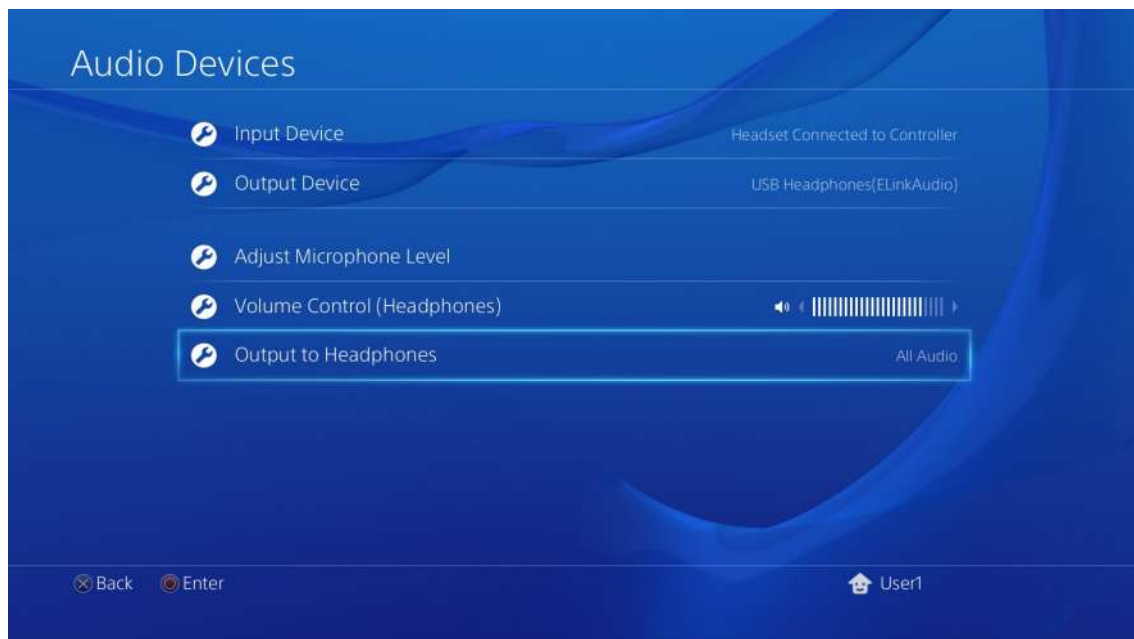 Audio Devices
Input Device Headset Connected to Controller
Output Device USB Headphones(ELinkAudio)
Adjust Microphone Level
Volume Control (Headphones)
Output to Headphones All Audio
Back Enter User1